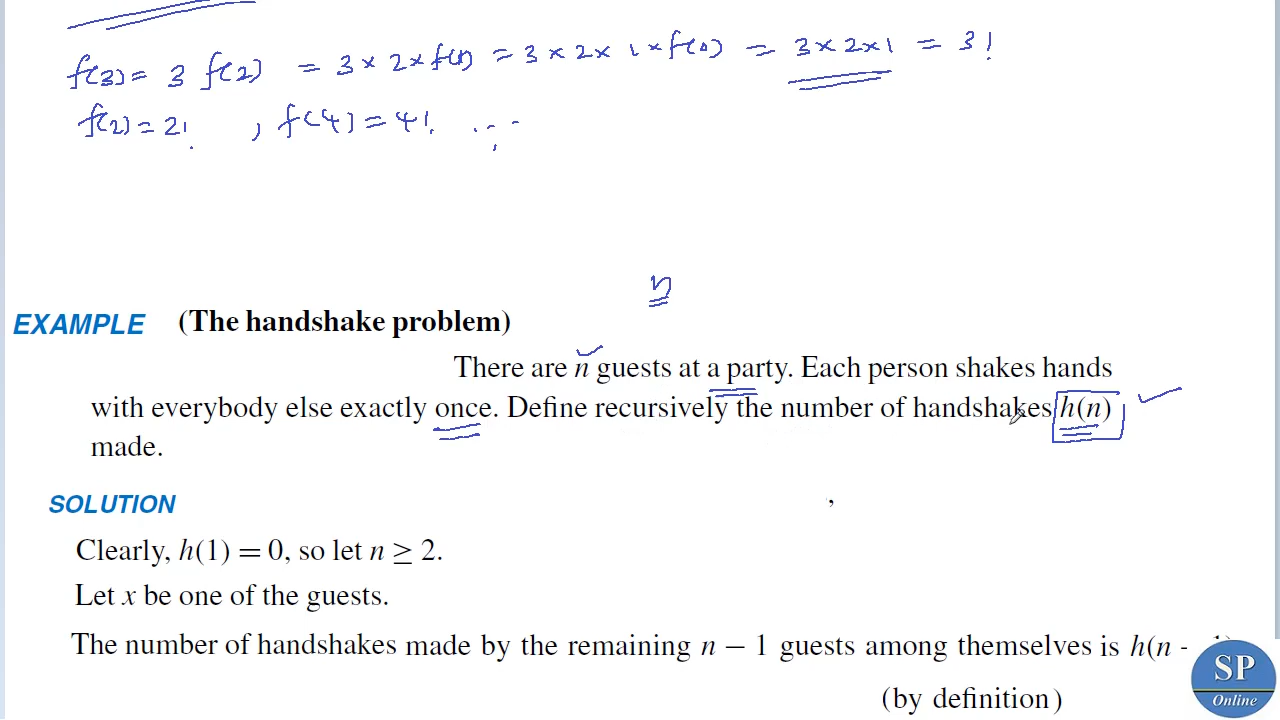 f(3) = 3 f(2) = 3 × 2 × f(1) = 3 × 2 × 1 × f(0) = 3 × 2 × 1 = 3!
f(2) = 2! , f(4) = 4! ...
n
EXAMPLE (The handshake problem)
There are n guests at a party. Each person shakes hands
with everybody else exactly once. Define recursively the number of handshakes h(n)
made.
SOLUTION
Clearly, h(1) = 0, so let n ≥ 2.
Let x be one of the guests.
The number of handshakes made by the remaining n − 1 guests among themselves is h(n -
(by definition)
SP
Online